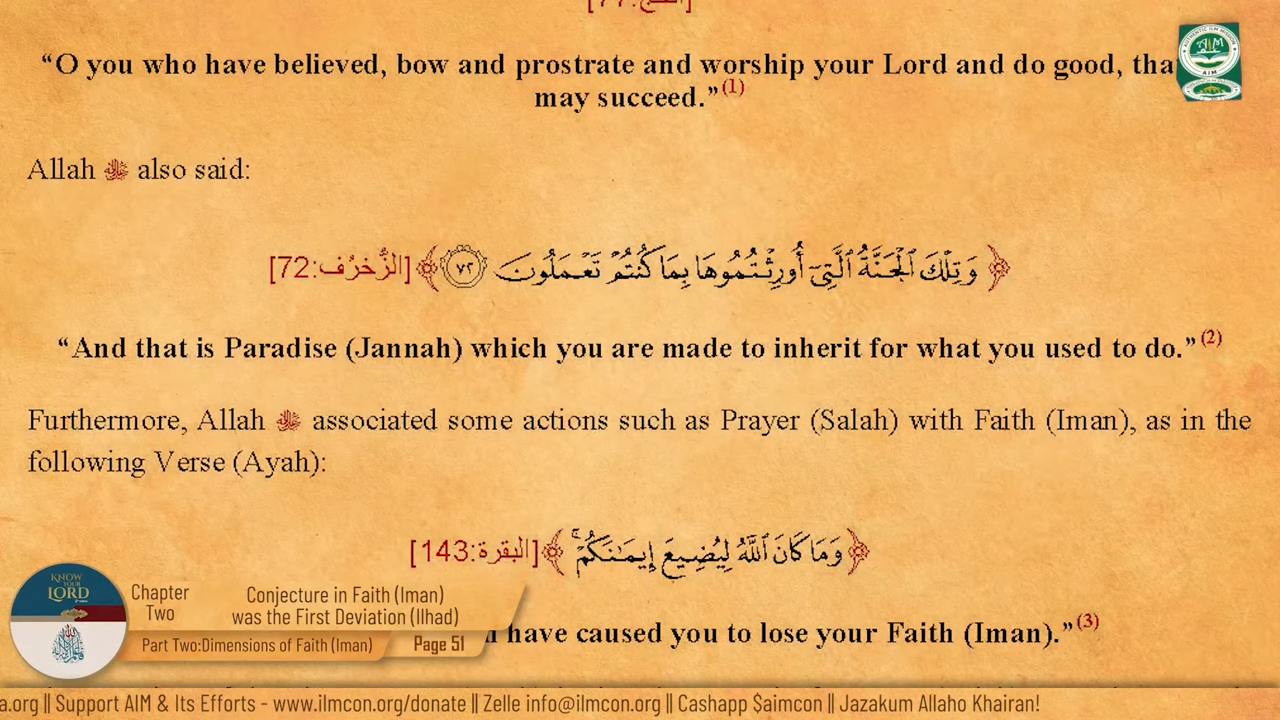 “O you who have believed, bow and prostrate and worship your Lord and do good, tha
may succeed.”(1)
Allah ﷻ also said:
﴿وَتِلْكَ ٱلْجَنَّةُ ٱلَّتِىٓ أُورِثْتُمُوهَا بِمَا كُنتُمْ تَعْمَلُونَ ٧٢﴾ [الزُّخرُف:72]
“And that is Paradise (Jannah) which you are made to inherit for what you used to do.”(2)
Furthermore, Allah ﷻ associated some actions such as Prayer (Salah) with Faith (Iman), as in the
following Verse (Ayah):
﴿وَمَا كَانَ ٱللَّهُ لِيُضِيعَ إِيمَـٰنَكُمْ ۚ﴾ [البقرة:143]
have caused you to lose your Faith (Iman).”(3)
KNOW
YOUR
LORD
Chapter
Two
Conjecture in Faith (Iman)
was the First Deviation (Ilhad)
Part Two:Dimensions of Faith (Iman)
Page 51
AIM
a.org || Support AIM & Its Efforts - www.ilmcon.org/donate || Zelle info@ilmcon.org || Cashapp $aimcon || Jazakum Allaho Khairan!